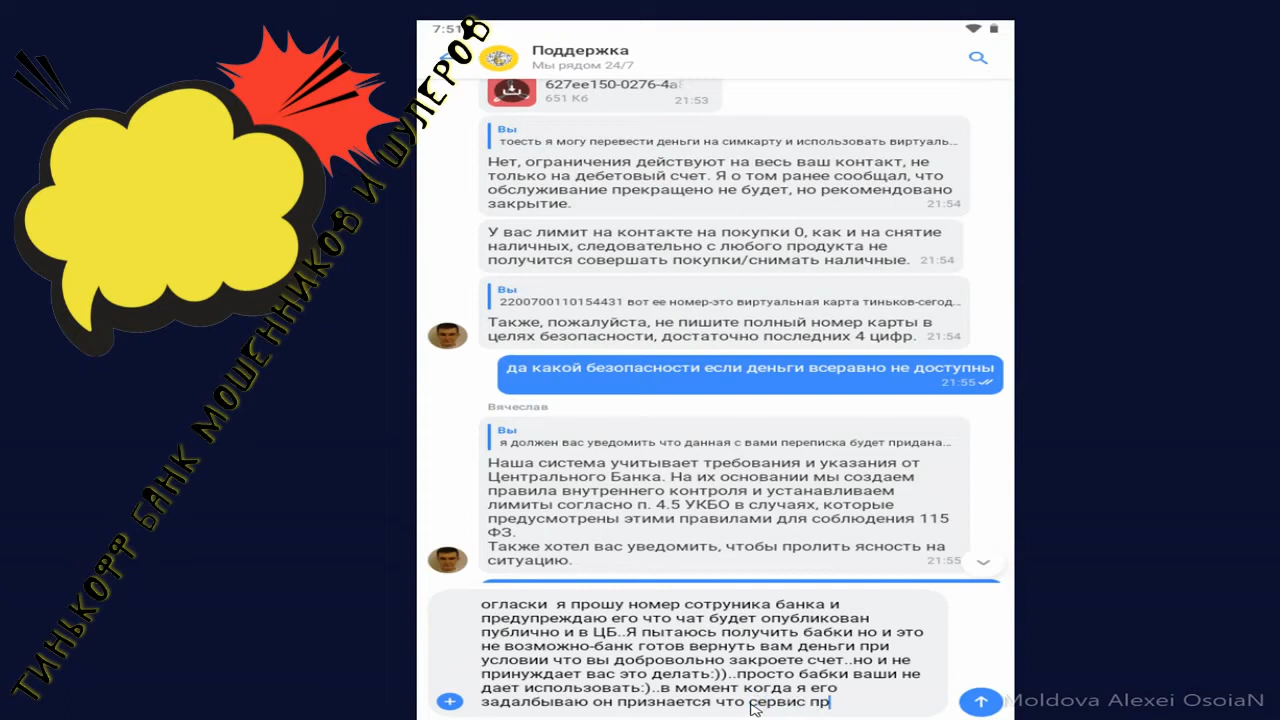 ТИНЬКОФФ БАНК МОШЕННИКОВ И ШУЛЕРОВ
7:51
Поддержка
Мы рядом 24/7
627ee150-0276-4a
651 Кб 21:53
Вы
тоесть я могу перевести деньги на симкарту и использовать виртуаль…
Нет, ограничения действуют на весь ваш контакт, не
только на дебетовый счет. Я о том ранее сообщал, что
обслуживание прекращено не будет, но рекомендовано
закрытие. 21:54
У вас лимит на контакте на покупки 0, как и на снятие
наличных, следовательно с любого продукта не
получится совершать покупки/снимать наличные. 21:54
Вы
2200700110154431 вот ее номер-это виртуальная карта тиньков-сегод…
Также, пожалуйста, не пишите полный номер карты в
целях безопасности, достаточно последних 4 цифр. 21:54
да какой безопасности если деньги всеравно не доступны
21:55
Вячеслав
Вы
я должен вас уведомить что данная с вами переписка будет придана…
Наша система учитывает требования и указания от
Центрального Банка. На их основании мы создаем
правила внутреннего контроля и устанавливаем
лимиты согласно п. 4.5 УКБО в случаях, которые
предусмотрены этими правилами для соблюдения 115
ФЗ.
Также хотел вас уведомить, чтобы пролить ясность на
ситуацию. 21:55
огласки я прошу номер сотруника банка и
предупреждаю его что чат будет опубликован
публично и в ЦБ..Я пытаюсь получить бабки но и это
не возможно-банк готов вернуть вам деньги при
условии что вы добровольно закроете счет..но и не
принуждает вас это делать:))..просто бабки ваши не
дает использовать:)..в момент когда я его
задалбываю он признается что сервис пр
Moldova Alexei OsoiaN